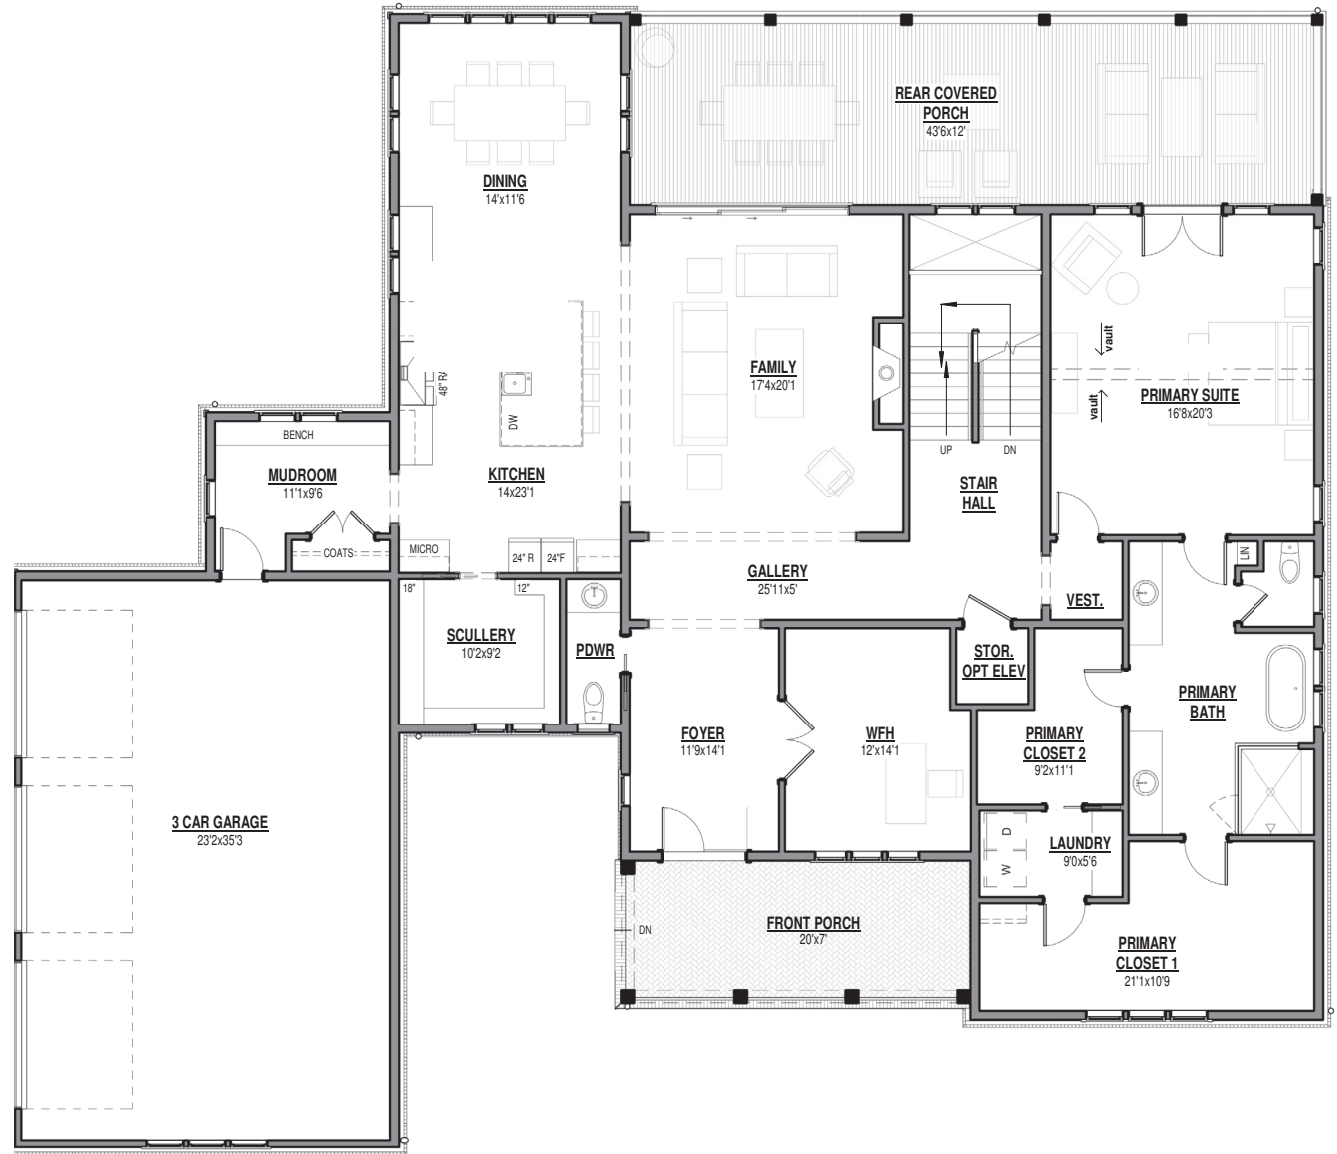 REAR COVERED
PORCH
43'6x12'
DINING
14'x11'6
FAMILY
17'4x20'1
vault
vault
PRIMARY SUITE
16'8x20'3
48" R/
DW
UP
DN
BENCH
MUDROOM
11'1x9'6
KITCHEN
14x23'1
STAIR
HALL
COATS
MICRO
24" R
24"F
GALLERY
25'11x5'
LIN
18"
12"
VEST.
SCULLERY
10'2x9'2
PDWR
STOR.
OPT ELEV
PRIMARY
BATH
FOYER
11'9x14'1
WFH
12'x14'1
PRIMARY
CLOSET 2
9'2x11'1
3 CAR GARAGE
23'2x35'3
D
W
LAUNDRY
9'0x5'6
DN
FRONT PORCH
20'x7'
PRIMARY
CLOSET 1
21'1x10'9